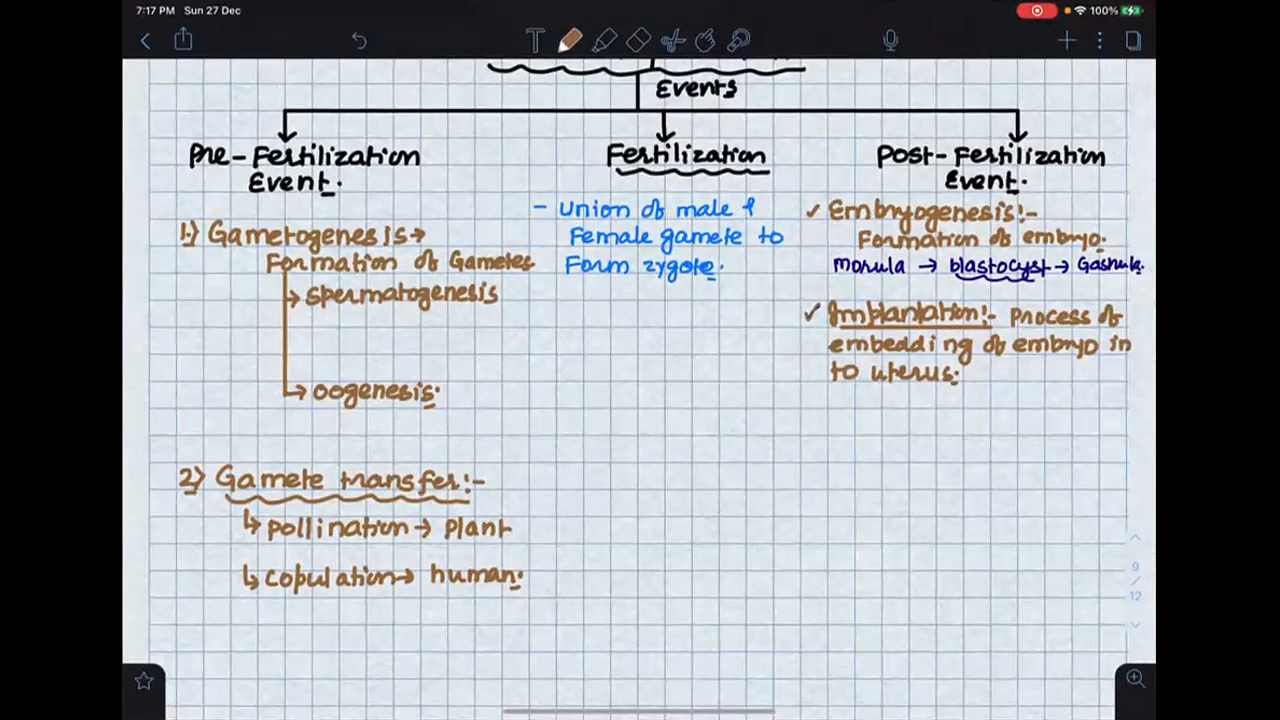 7:17 PM Sun 27 Dec
100%
Events
Pre-Fertilization
Event.
1.) Gametogenesis→
Formation of Gametes
→ spermatogenesis
→ oogenesis.
2) Gamete transfer:-
↳ pollination → plant
↳ copulation → human.
Fertilization
- union of male &
Female gamete to
Form zygote.
Post-Fertilization
Event.
✓ Embryogenesis:-
Formation of embryo.
morula → blastocyst → Gastrula.
✓ Implantation:- process of
embedding of embryo in
to uterus.
9
/
12